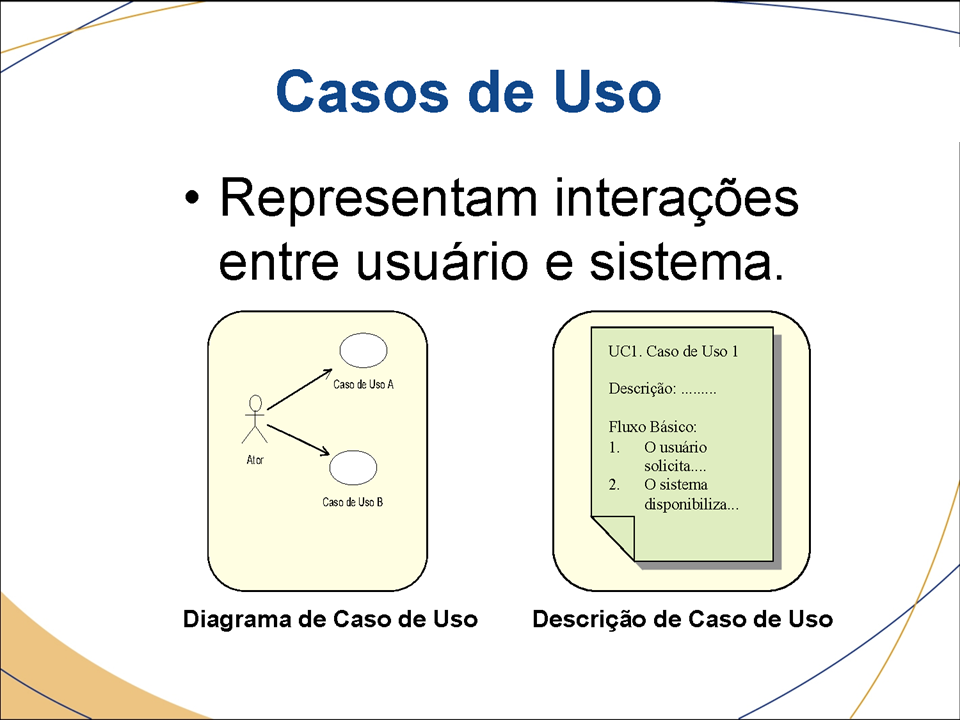 Casos de Uso
• Representam interações
entre usuário e sistema.
Caso de Uso A
Ator
Caso de Uso B
UC1. Caso de Uso 1
Descrição: .........
Fluxo Básico:
1. O usuário
solicita....
2. O sistema
disponibiliza...
Diagrama de Caso de Uso
Descrição de Caso de Uso